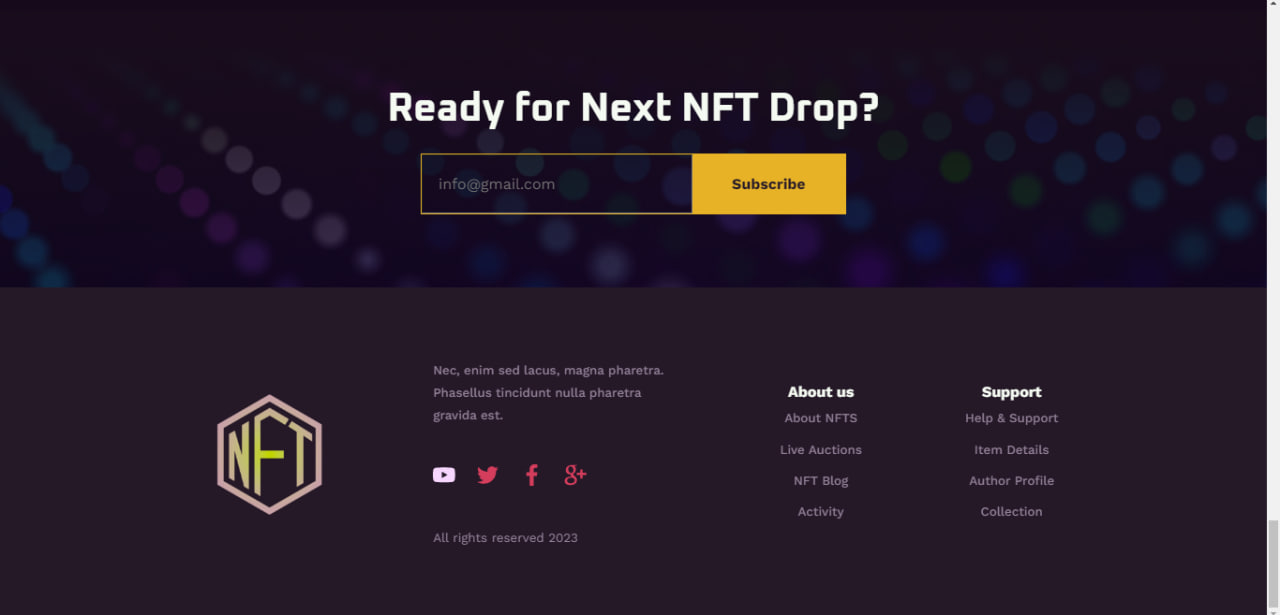 Ready for Next NFT Drop?
info@gmail.com
Subscribe
NFT
Nec, enim sed lacus, magna pharetra.
Phasellus tincidunt nulla pharetra
gravida est.
All rights reserved 2023
About us
About NFTS
Live Auctions
NFT Blog
Activity
Support
Help & Support
Item Details
Author Profile
Collection